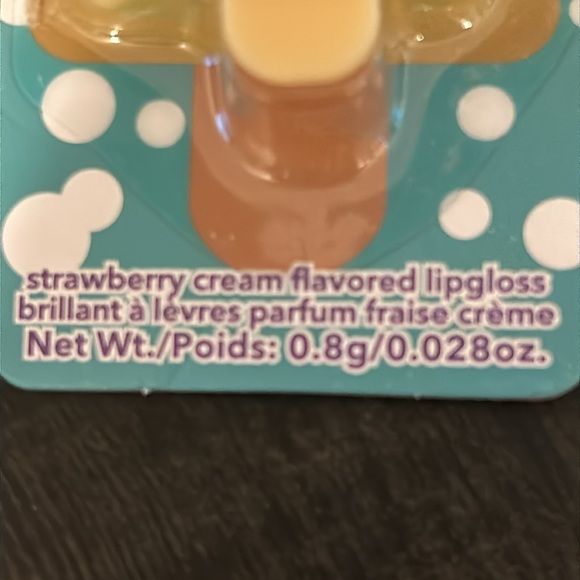 strawberry cream flavored lipgloss
brillant à lèvres parfum fraise crème
Net Wt./Poids: 0.8g/0.028oz.